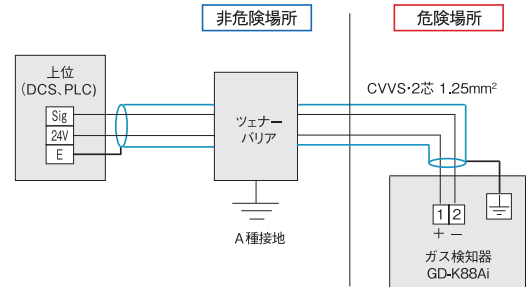 非危険場所
危険場所
上位
(DCS、PLC)
Sig
24V
E
ツェナー
バリア
A種接地
CVVS・2芯 1.25mm²
1 2
+ −
ガス検知器
GD-K88Ai